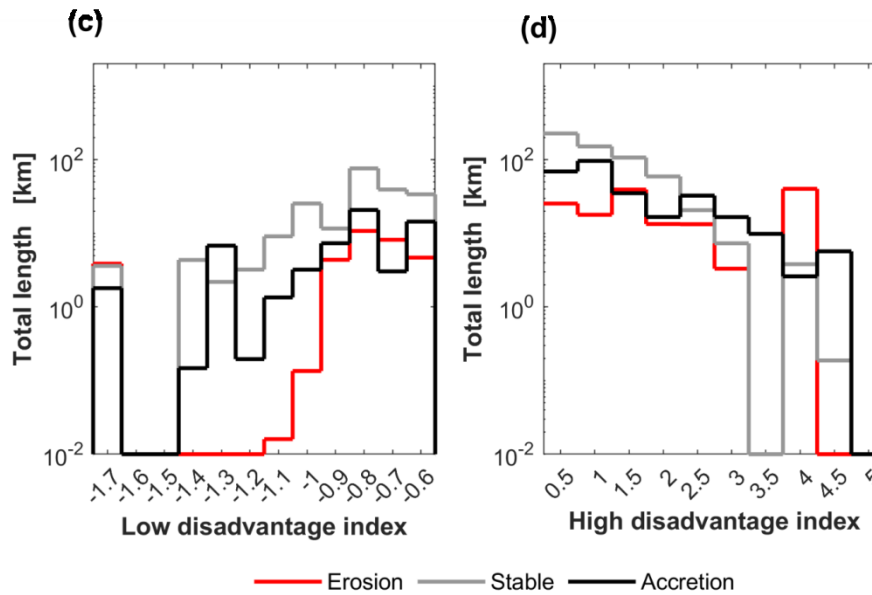 (c)
Total length [km]
10²
10⁰
10⁻²
-1.7 -1.6 -1.5 -1.4 -1.3 -1.2 -1.1 -1 -0.9 -0.8 -0.7 -0.6
Low disadvantage index
(d)
Total length [km]
10²
10⁰
10⁻²
0.5 1 1.5 2 2.5 3 3.5 4 4.5 5
High disadvantage index
Erosion Stable Accretion